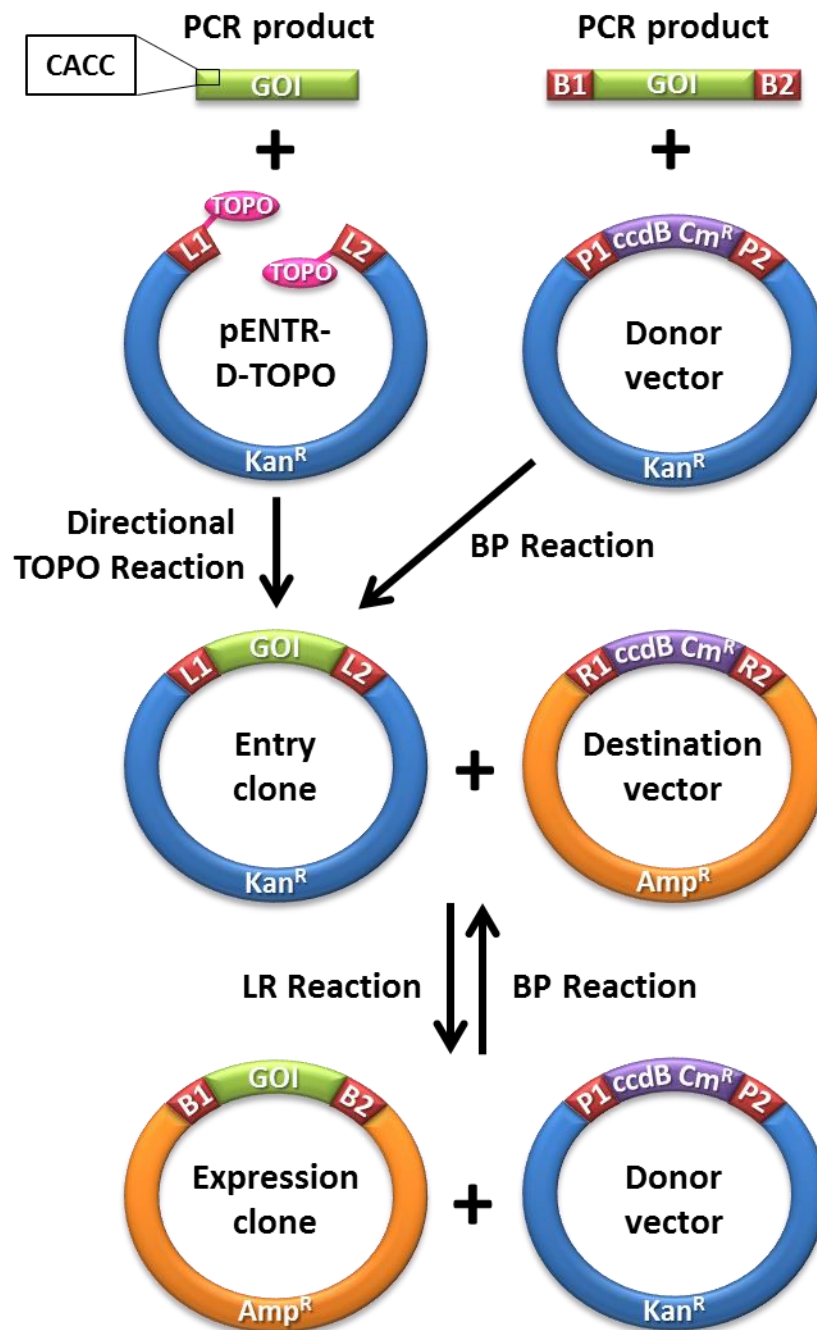 PCR product
PCR product
CACC
GOI
B1 GOI B2
+
+
TOPO
TOPO
L1 L2
P1 ccdB Cmᴿ P2
pENTR-
D-TOPO
Donor
vector
Kanᴿ
Kanᴿ
Directional
TOPO Reaction
BP Reaction
L1 GOI L2
R1 ccdB Cmᴿ R2
Entry
clone
+
Destination
vector
Kanᴿ
Ampᴿ
LR Reaction
BP Reaction
B1 GOI B2
P1 ccdB Cmᴿ P2
Expression
clone
+
Donor
vector
Ampᴿ
Kanᴿ